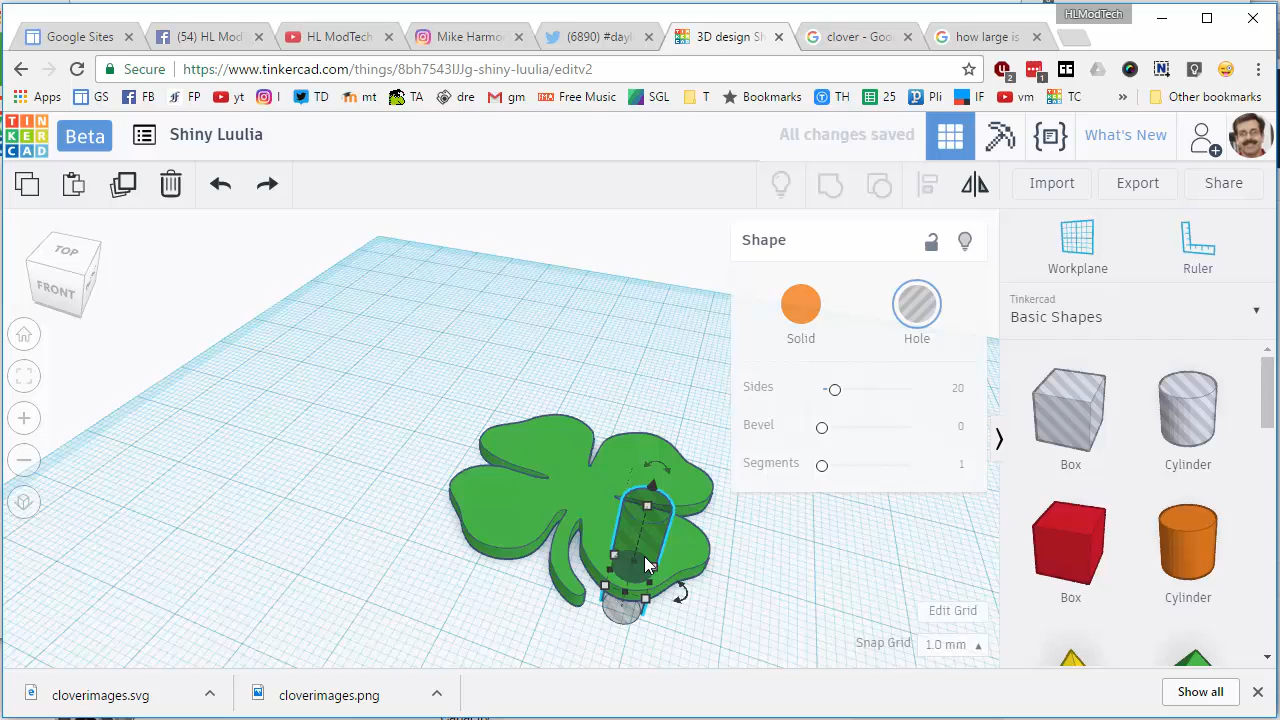 HLModTech
Google Sites
(54) HL Mod
HL ModTech
Mike Harmo
(6890) #dayl
3D design Sh
clover - Goo
how large is
Secure
https://www.tinkercad.com/things/8bh7543lJJg-shiny-luulia/editv2
2
1
Apps
GS
FB
FP
yt
I
TD
mt
TA
dre
gm
Free Music
SGL
T
Bookmarks
TH
25
Pli
IF
vm
TC
»
Other bookmarks
TIN
KER
CAD
Beta
Shiny Luulia
All changes saved
What's New
Import
Export
Share
TOP
FRONT
Shape
Solid
Hole
Sides
20
Bevel
0
Segments
1
Workplane
Ruler
Tinkercad
Basic Shapes
Box
Cylinder
Box
Cylinder
Edit Grid
Snap Grid
1.0 mm
cloverimages.svg
cloverimages.png
Show all